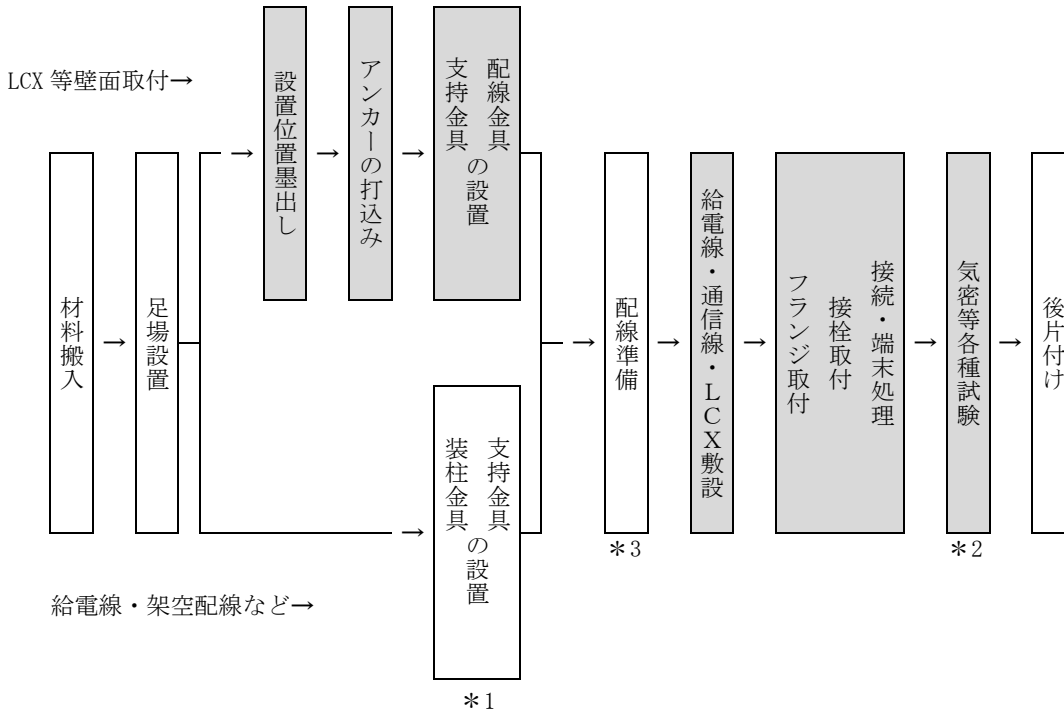 LCX 等壁面取付→
材料搬入
→
足場設置
→
設置位置墨出し
→
アンカーの打込み
→
配線金具
支持金具
の設置
→
支持金具
装柱金具
の設置
*1
給電線・架空配線など→
→
配線準備
*3
→
給電線・通信線・LCX敷設
→
接続・端末処理
接栓取付
フランジ取付
→
気密等各種試験
*2
→
後片付け